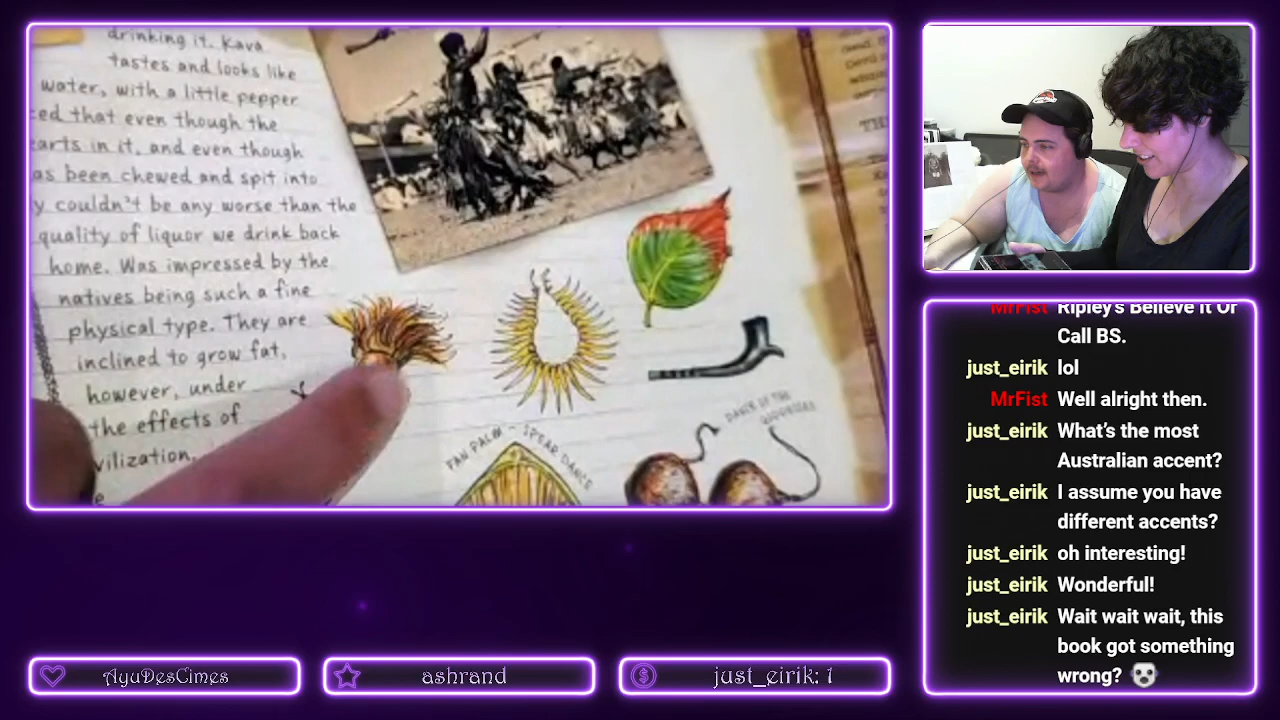 drinking it. Kava
tastes and looks like
water, with a little pepper
ced that even though the
earts in it, and even though
as been chewed and spit into
y couldn't be any worse than the
quality of liquor we drink back
home. Was impressed by the
natives being such a fine
physical type. They are
inclined to grow fat,
however, under
the effects of
vilization.
FAN PALM - SPEAR DANCE
DANCE OF THE
MrFist Ripley's Believe It Or
Call BS.
just_eirik lol
MrFist Well alright then.
just_eirik What's the most
Australian accent?
just_eirik I assume you have
different accents?
just_eirik oh interesting!
just_eirik Wonderful!
just_eirik Wait wait wait, this
book got something
wrong?
AyuDesCimes
ashrand
just_eirik: 1